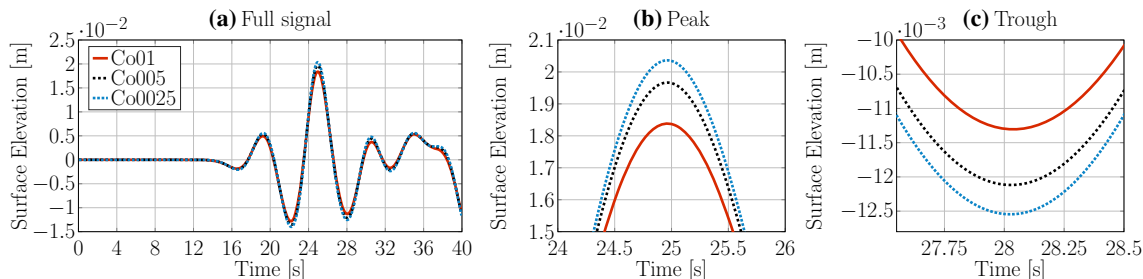 (a) Full signal
·10⁻²
Surface Elevation [m]
2.5
2
1.5
1
0.5
0
−0.5
−1
−1.5
Co01
Co005
Co0025
0 4 8 12 16 20 24 28 32 36 40
Time [s]
(b) Peak
·10⁻²
Surface Elevation [m]
2.1
2
1.9
1.8
1.7
1.6
1.5
24 24.5 25 25.5 26
Time [s]
(c) Trough
·10⁻³
Surface Elevation [m]
−10
−10.5
−11
−11.5
−12
−12.5
27.75 28 28.25 28.5
Time [s]